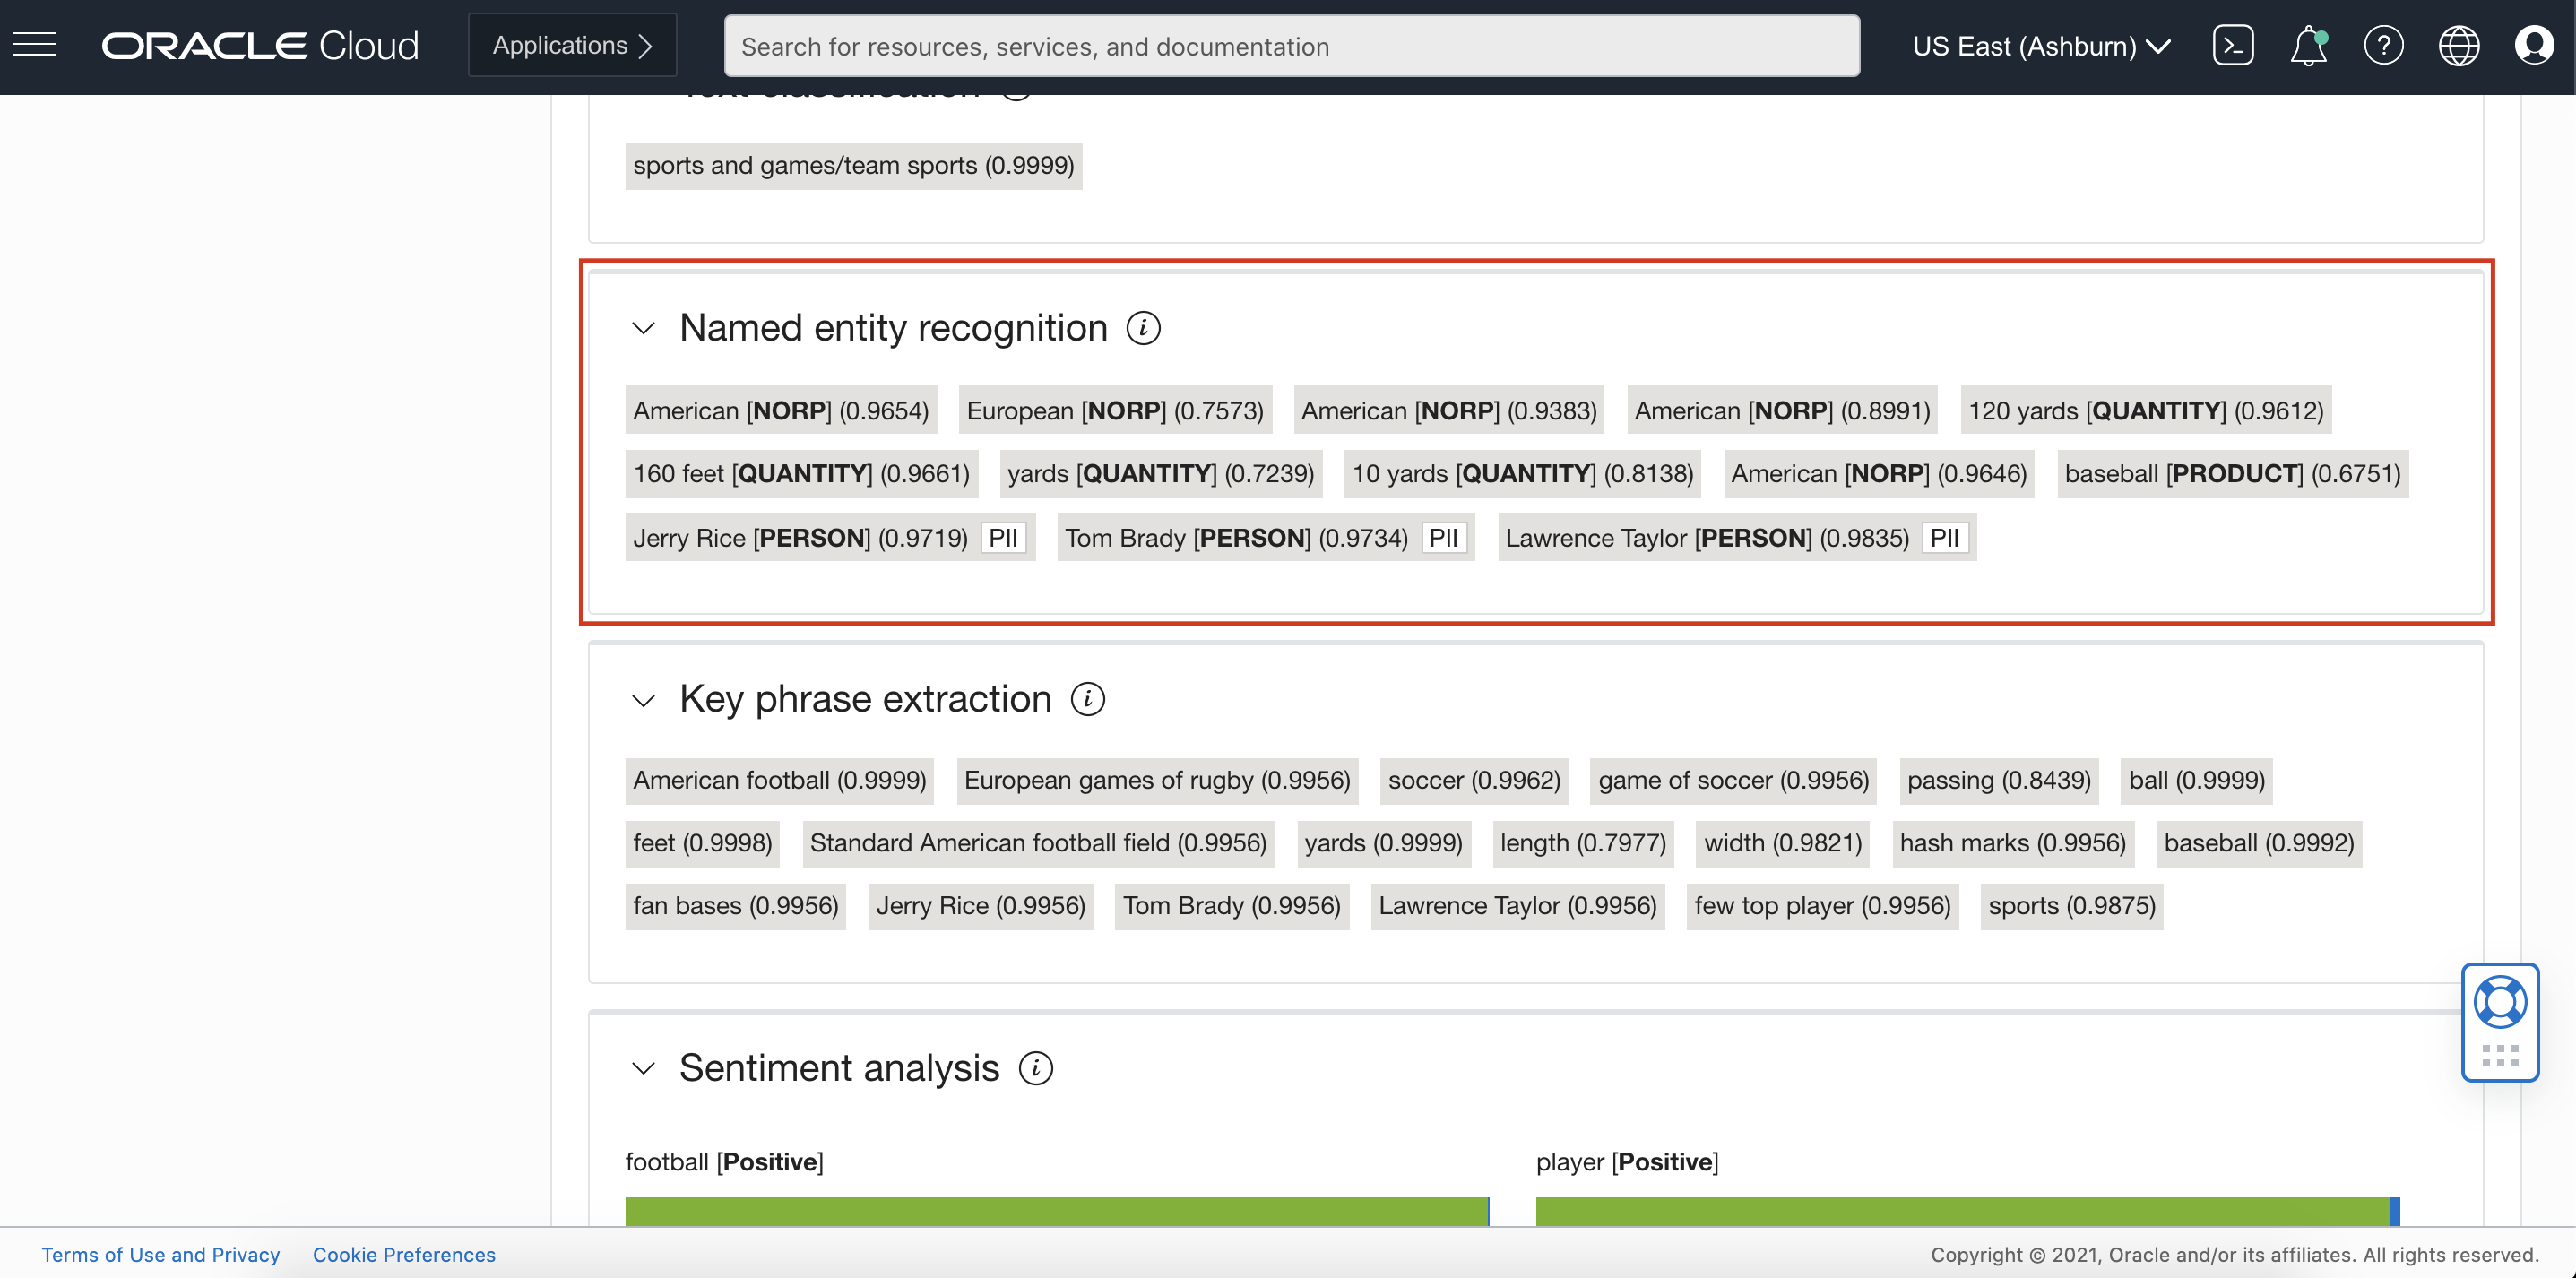 ORACLE Cloud Applications Search for resources, services, and documentation US East (Ashburn)
Text classification
sports and games/team sports (0.9999)
Named entity recognition
American [NORP] (0.9654) European [NORP] (0.7573) American [NORP] (0.9383) American [NORP] (0.8991) 120 yards [QUANTITY] (0.9612)
160 feet [QUANTITY] (0.9661) yards [QUANTITY] (0.7239) 10 yards [QUANTITY] (0.8138) American [NORP] (0.9646) baseball [PRODUCT] (0.6751)
Jerry Rice [PERSON] (0.9719) PII Tom Brady [PERSON] (0.9734) PII Lawrence Taylor [PERSON] (0.9835) PII
Key phrase extraction
American football (0.9999) European games of rugby (0.9956) soccer (0.9962) game of soccer (0.9956) passing (0.8439) ball (0.9999)
feet (0.9998) Standard American football field (0.9956) yards (0.9999) length (0.7977) width (0.9821) hash marks (0.9956) baseball (0.9992)
fan bases (0.9956) Jerry Rice (0.9956) Tom Brady (0.9956) Lawrence Taylor (0.9956) few top player (0.9956) sports (0.9875)
Sentiment analysis
football [Positive] player [Positive]
Terms of Use and Privacy Cookie Preferences Copyright © 2021, Oracle and/or its affiliates. All rights reserved.